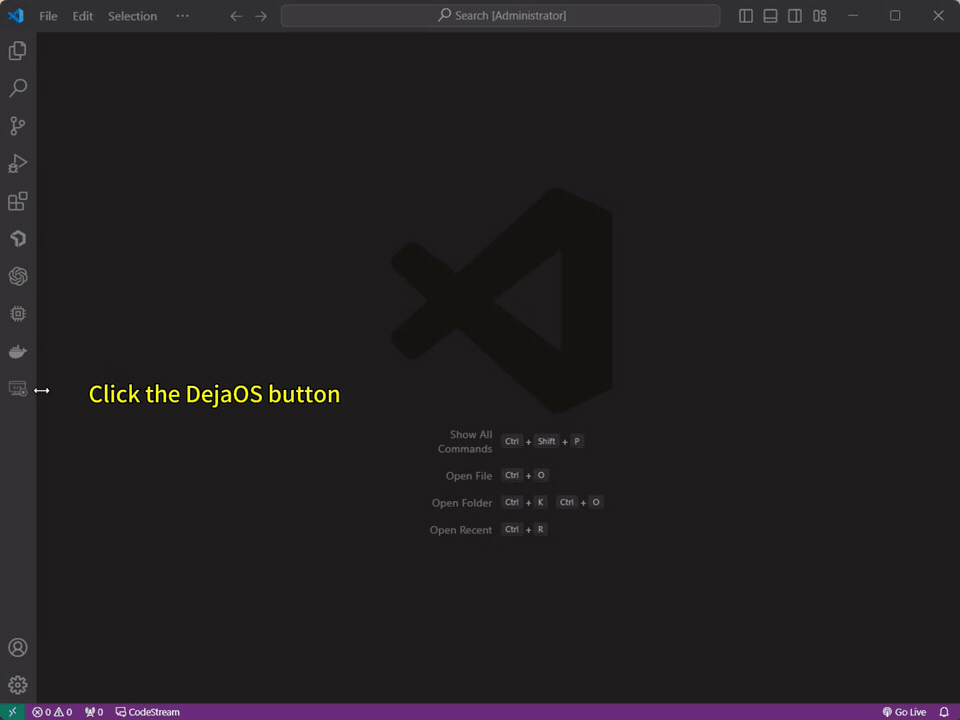 File Edit Selection ··· Search [Administrator]
Click the DejaOS button
Show All Commands Ctrl + Shift + P
Open File Ctrl + O
Open Folder Ctrl + K Ctrl + O
Open Recent Ctrl + R
0 0 0 CodeStream Go Live